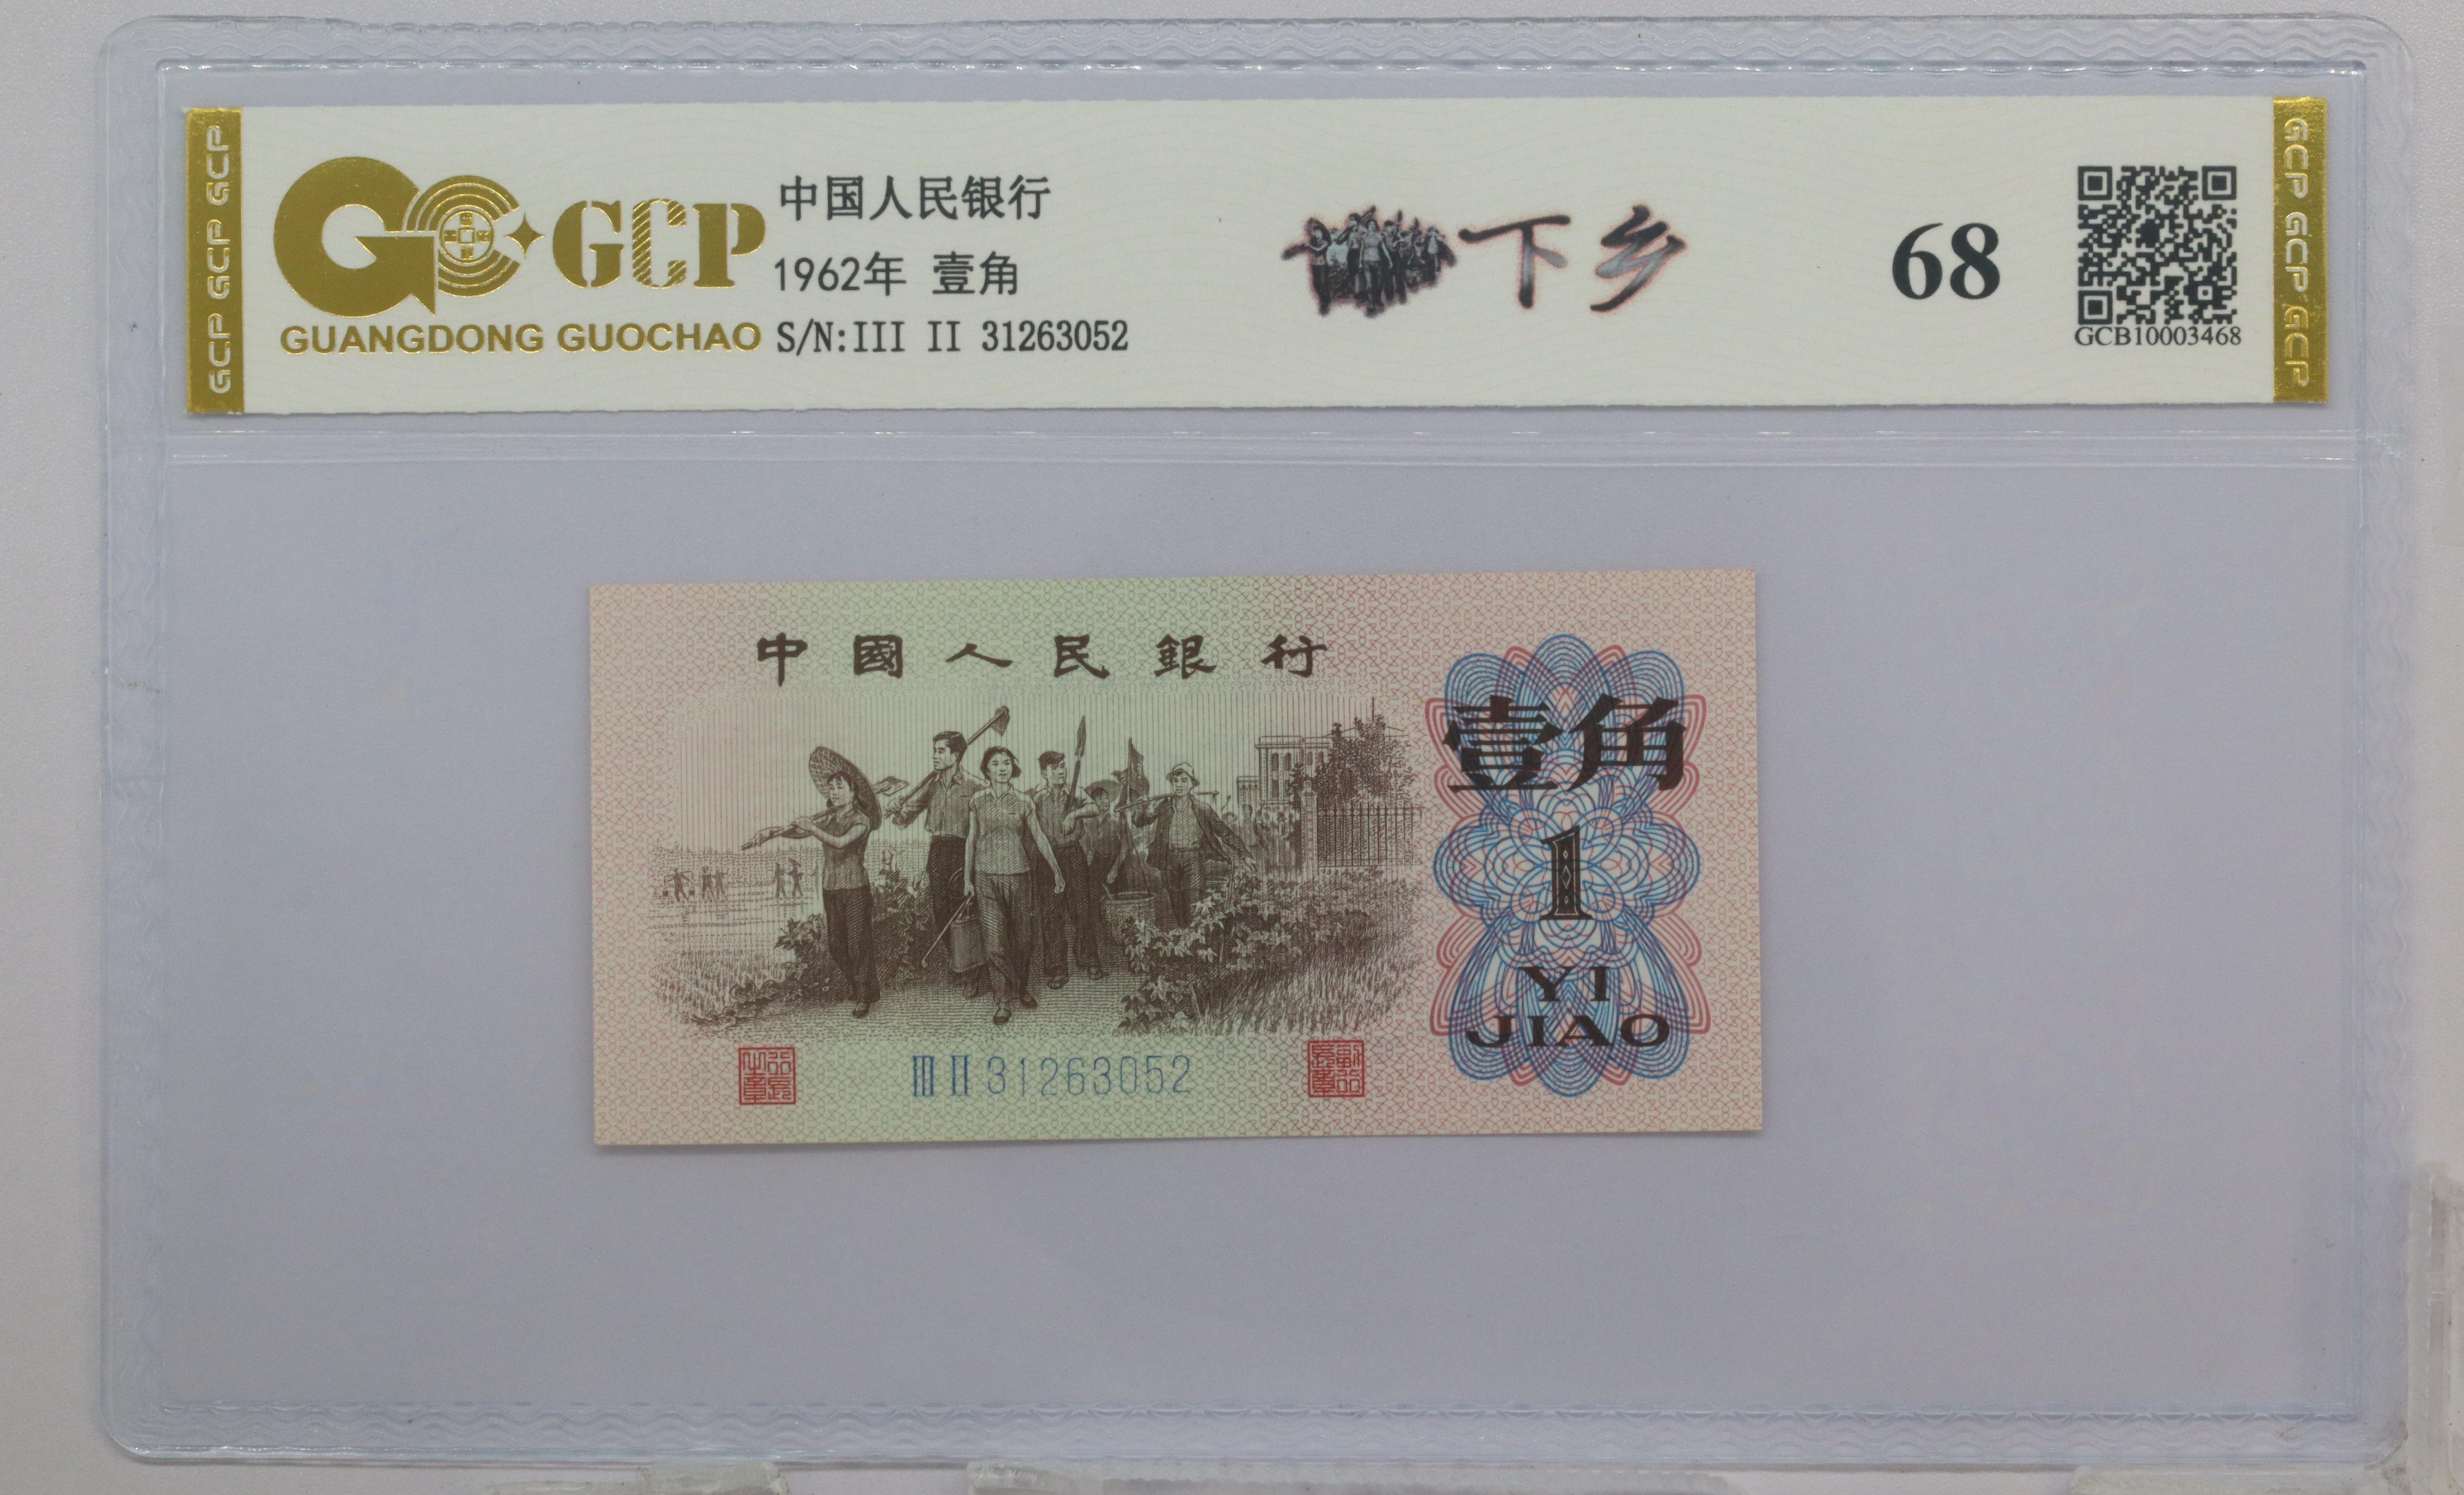 GCP GCP GCP
GCP
GUANGDONG GUOCHAO
中国人民银行
1962年 壹角
S/N:III II 31263052
下乡
68
GCB10003468
GCP GCP GCP
中國人民銀行
壹角
1
YI
JIAO
III II 31263052